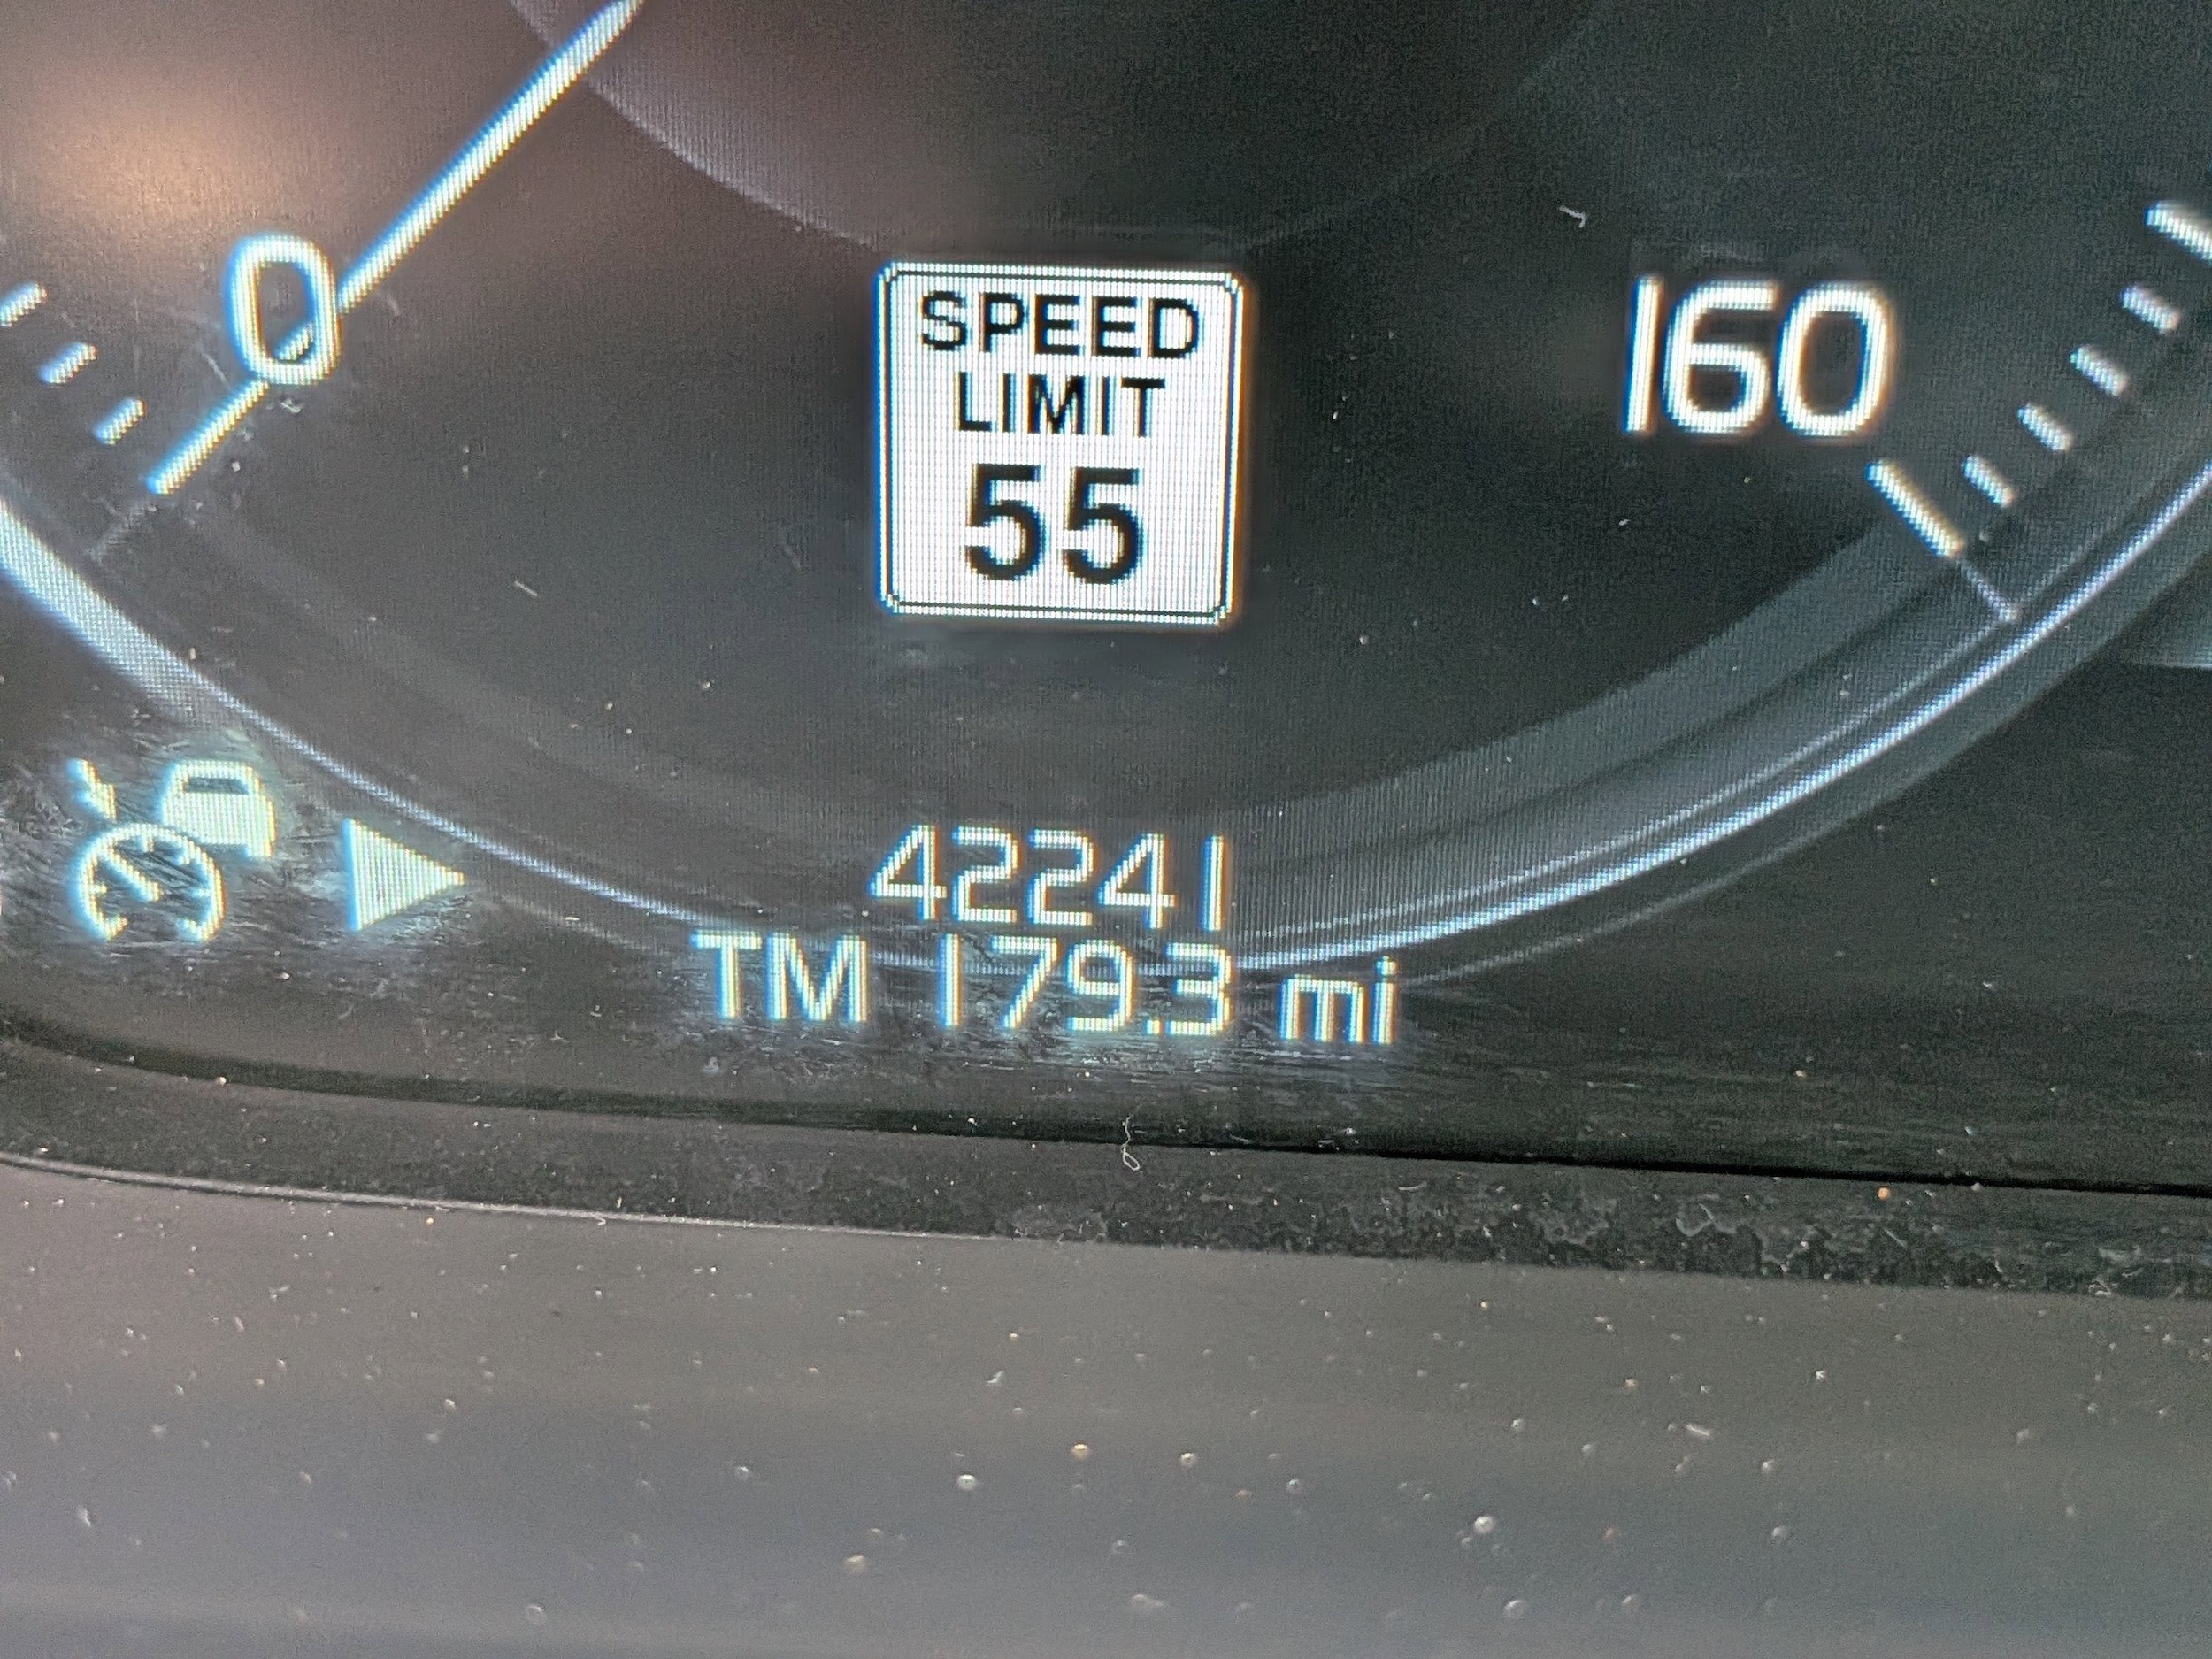 0
160
SPEED
LIMIT
55
42241
TM 179.3 mi